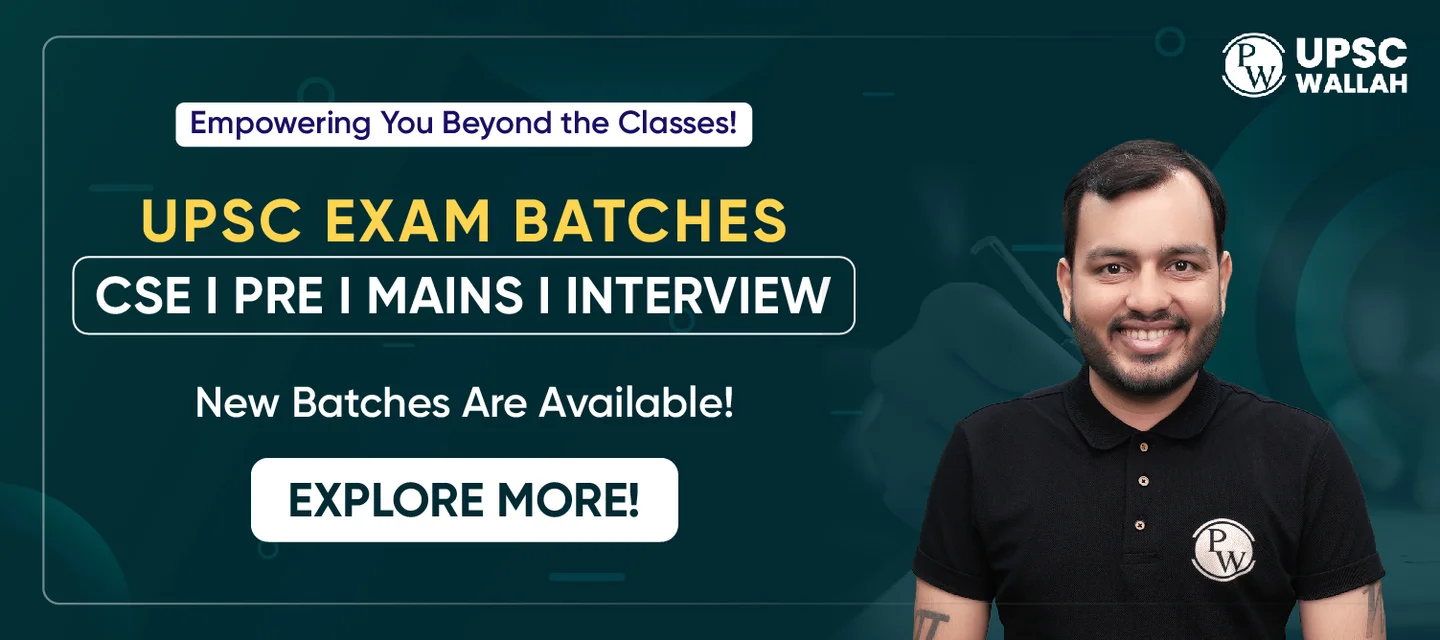 PW UPSC
WALLAH
Empowering You Beyond the Classes!
UPSC EXAM BATCHES
CSE I PRE I MAINS I INTERVIEW
New Batches Are Available!
EXPLORE MORE!
PW